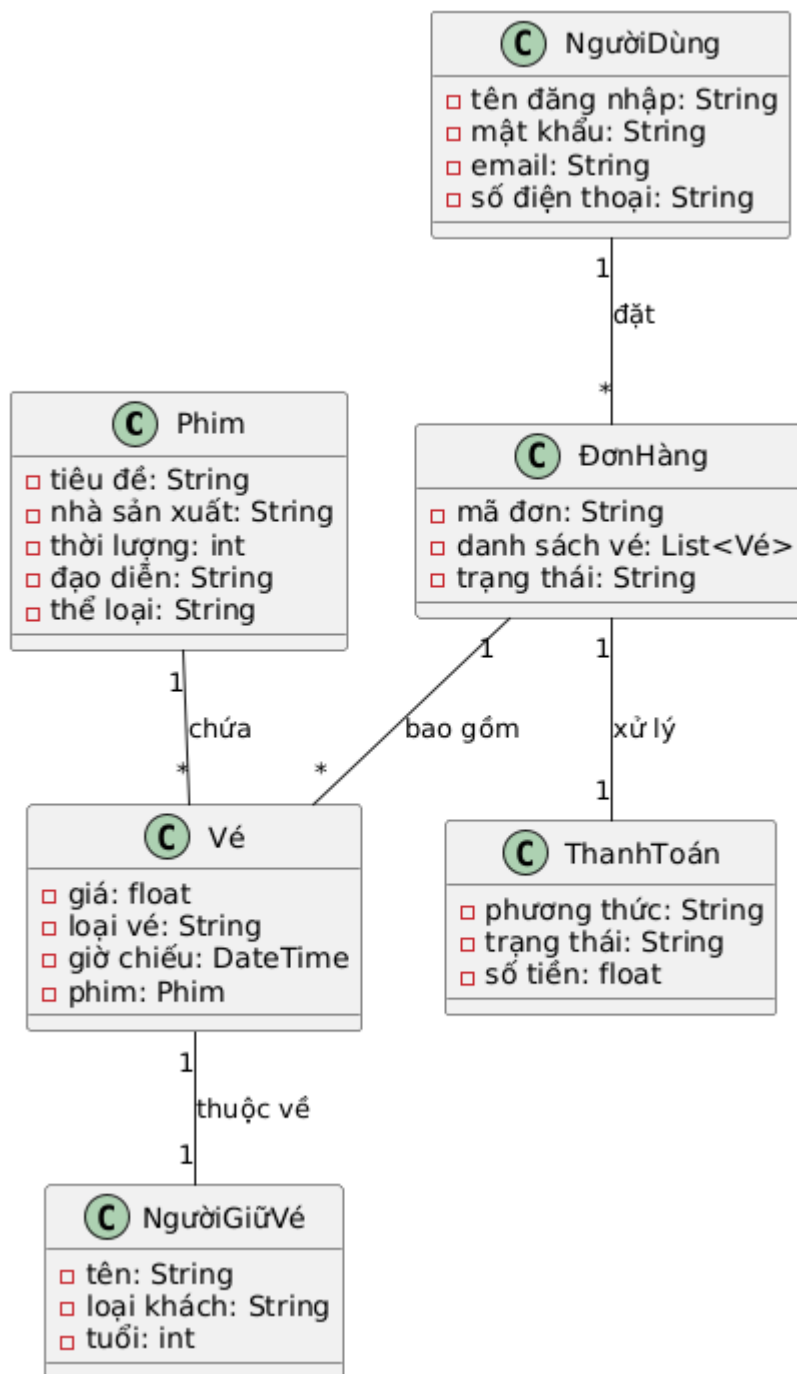 C NgườiDùng
tên đăng nhập: String
mật khẩu: String
email: String
số điện thoại: String
1
đặt
*
C Phim
tiêu đề: String
nhà sản xuất: String
thời lượng: int
đạo diễn: String
thể loại: String
C ĐơnHàng
mã đơn: String
danh sách vé: List<Vé>
trạng thái: String
1
chứa
*
1
bao gồm
*
1
xử lý
1
C Vé
giá: float
loại vé: String
giờ chiếu: DateTime
phim: Phim
C ThanhToán
phương thức: String
trạng thái: String
số tiền: float
1
thuộc về
1
C NgườiGiữVé
tên: String
loại khách: String
tuổi: int